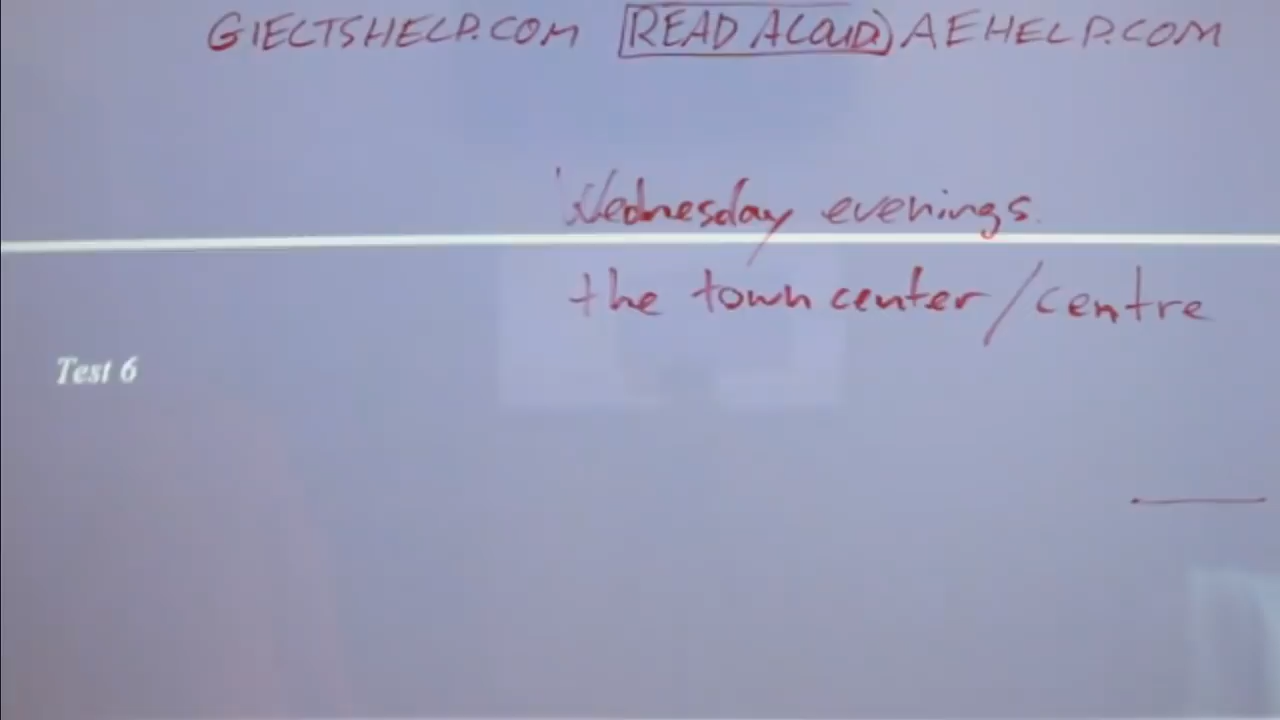 GIELTSHELP.COM READ ALOUD AEHELP.COM
Wednesday evenings.
the town center/centre
Test 6